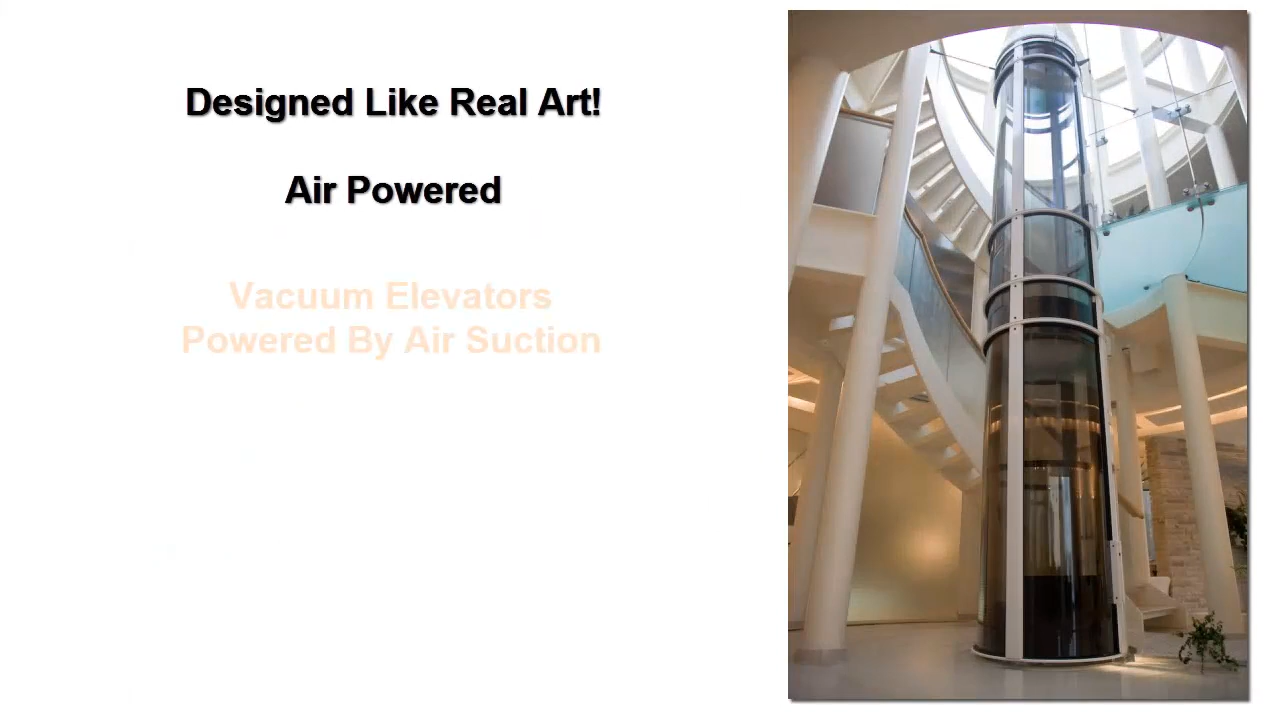 Designed Like Real Art!
Air Powered
Vacuum Elevators
Powered By Air Suction